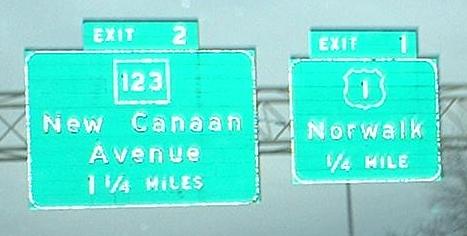 EXIT 2
123
New Canaan
Avenue
1 1/4 MILES
EXIT 1
1
Norwalk
1/4 MILE